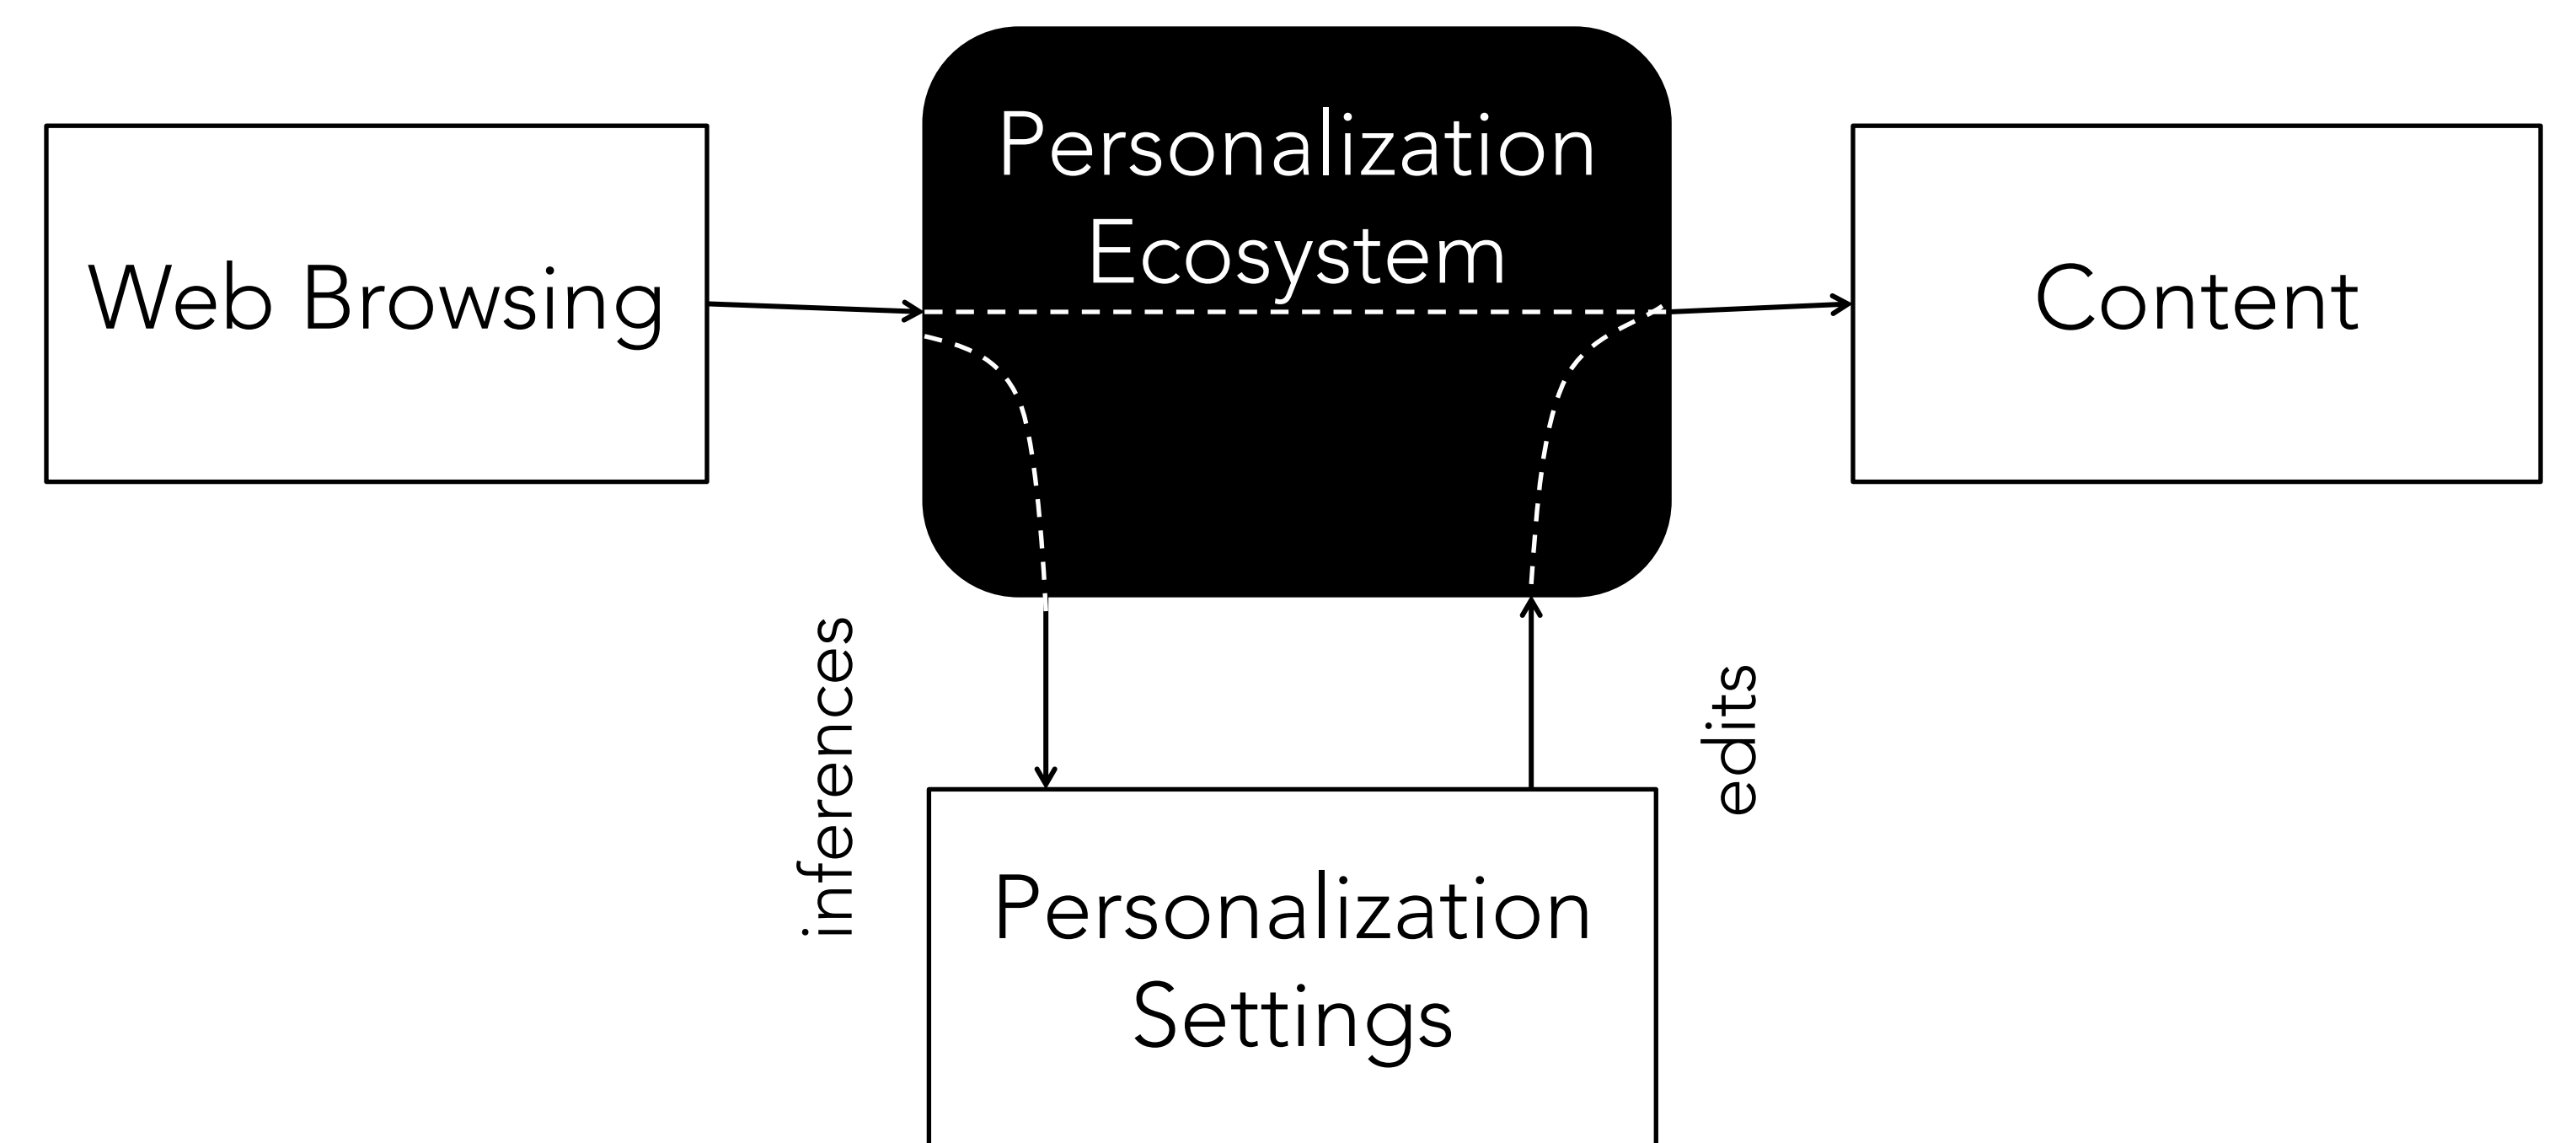 Personalization
Ecosystem
Web Browsing
Content
inferences
edits
Personalization
Settings